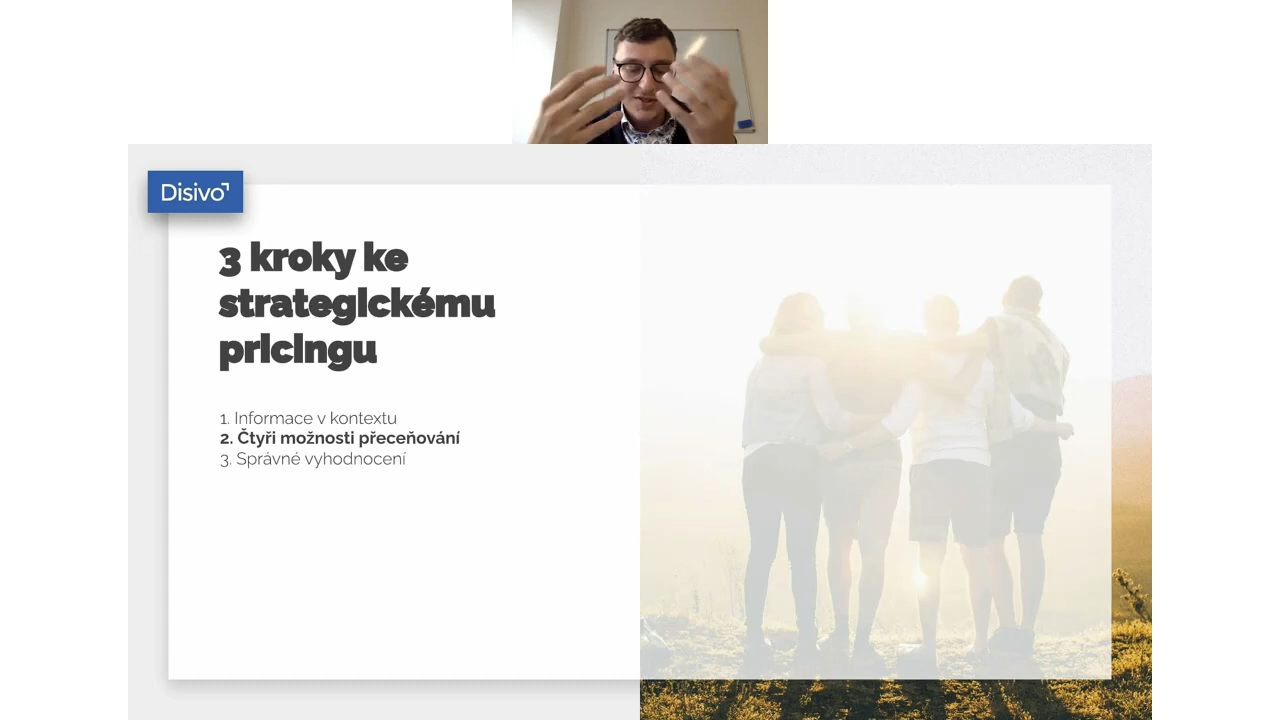 Disivo
3 kroky ke
strategickému
pricingu
1. Informace v kontextu
2. Čtyři možnosti přeceňování
3. Správné vyhodnocení